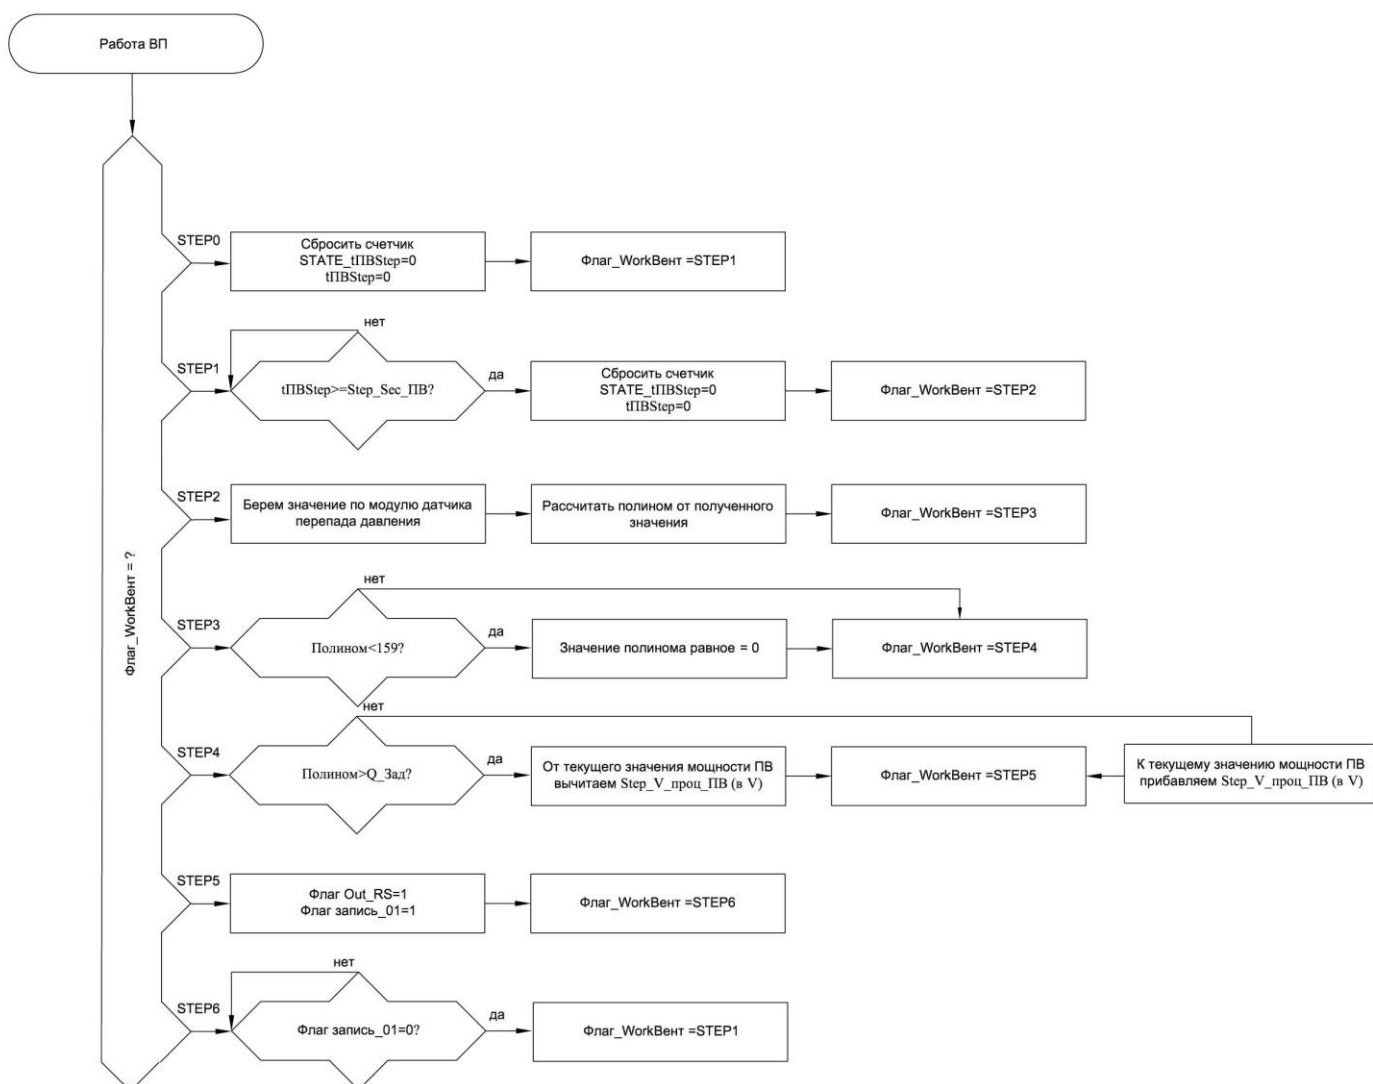 Работа ВП
Флаг_WorkВент = ?
STEP0
Сбросить счетчик
STATE_tПВStep=0
tПВStep=0
Флаг_WorkВент =STEP1
STEP1
нет
tПВStep>=Step_Sec_ПВ?
да
Сбросить счетчик
STATE_tПВStep=0
tПВStep=0
Флаг_WorkВент =STEP2
STEP2
Берем значение по модулю датчика
перепада давления
Рассчитать полином от полученного
значения
Флаг_WorkВент =STEP3
STEP3
нет
Полином<159?
да
Значение полинома равное = 0
Флаг_WorkВент =STEP4
STEP4
нет
Полином>Q_Зад?
да
От текущего значения мощности ПВ
вычитаем Step_V_проц_ПВ (в V)
Флаг_WorkВент =STEP5
К текущему значению мощности ПВ
прибавляем Step_V_проц_ПВ (в V)
STEP5
Флаг Out_RS=1
Флаг запись_01=1
Флаг_WorkВент =STEP6
STEP6
нет
Флаг запись_01=0?
да
Флаг_WorkВент =STEP1